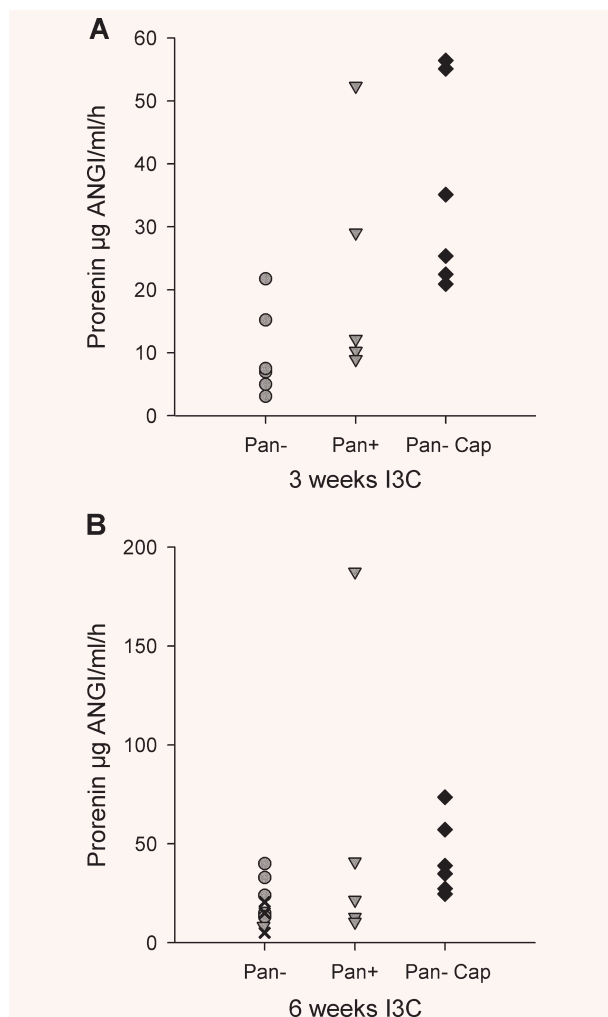 A
Prorenin µg ANGI/ml/h
60
50
40
30
20
10
0
Pan- Pan+ Pan- Cap
3 weeks I3C
B
Prorenin µg ANGI/ml/h
200
150
100
50
0
Pan- Pan+ Pan- Cap
6 weeks I3C